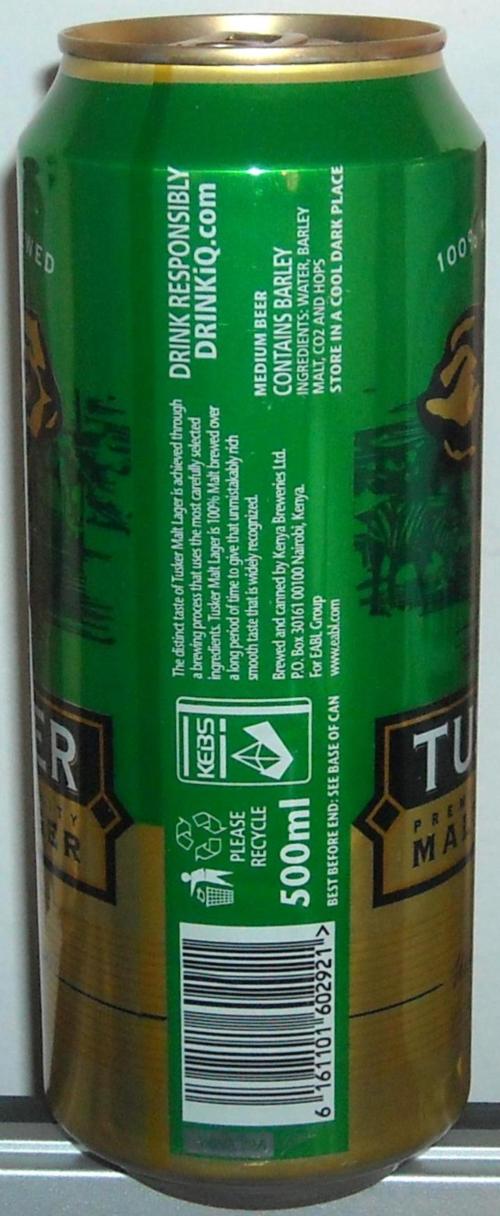 DRINK RESPONSIBLY
DRINKiQ.com
MEDIUM BEER
CONTAINS BARLEY
INGREDIENTS: WATER, BARLEY
MALT, CO2 AND HOPS
STORE IN A COOL DARK PLACE
The distinct taste of Tusker Malt Lager is achieved through
a brewing process that uses the most carefully selected
ingredients. Tusker Malt Lager is 100% Malt brewed over
a long period of time to give that unmistakably rich
smooth taste that is widely recognized.
Brewed and canned by Kenya Breweries Ltd.
P.O. Box 30161 00100 Nairobi, Kenya.
For EABL Group
www.eabl.com
KEBS
PLEASE
RECYCLE
500ml
BEST BEFORE END: SEE BASE OF CAN
6 161101 602921 >
WED
ER
TY
GER
100%
TU
PREM
MAL